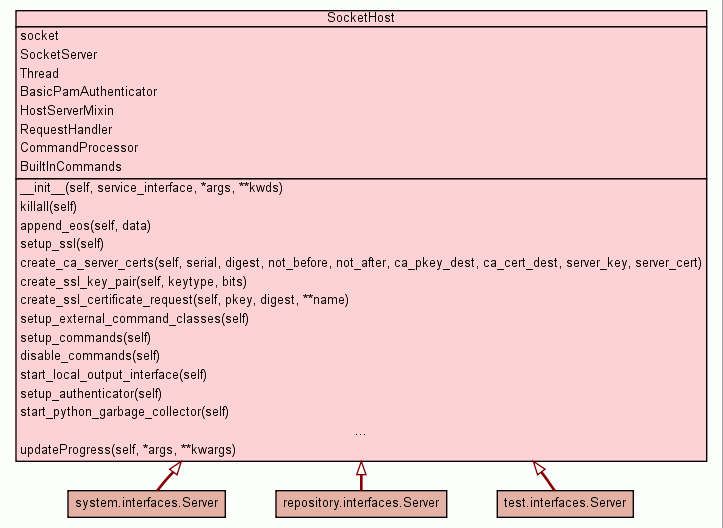 SocketHost
socket
SocketServer
Thread
BasicPamAuthenticator
HostServerMixin
RequestHandler
CommandProcessor
BuiltInCommands
__init__(self, service_interface, *args, **kwds)
killall(self)
append_eos(self, data)
setup_ssl(self)
create_ca_server_certs(self, serial, digest, not_before, not_after, ca_pkey_dest, ca_cert_dest, server_key, server_cert)
create_ssl_key_pair(self, keytype, bits)
create_ssl_certificate_request(self, pkey, digest, **name)
setup_external_command_classes(self)
setup_commands(self)
disable_commands(self)
start_local_output_interface(self)
setup_authenticator(self)
start_python_garbage_collector(self)
...
updateProgress(self, *args, **kwargs)
system.interfaces.Server repository.interfaces.Server test.interfaces.Server